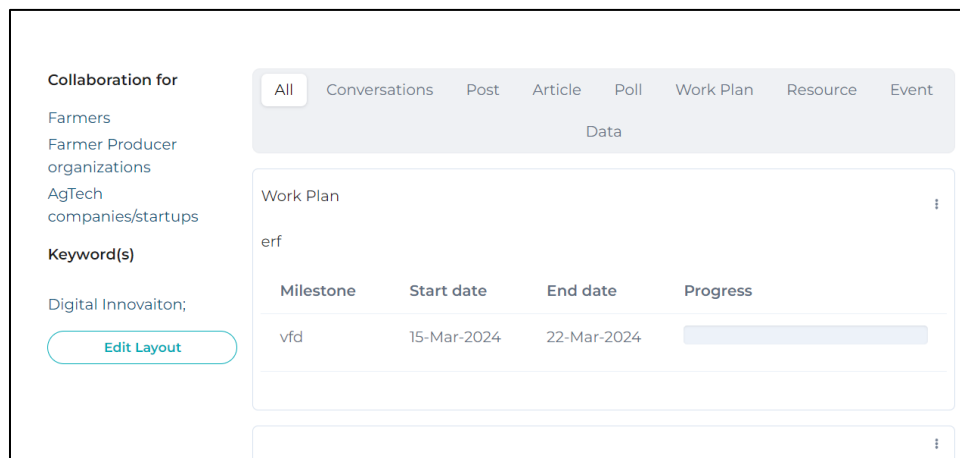 Collaboration for
Farmers
Farmer Producer
organizations
AgTech
companies/startups
Keyword(s)
Digital Innovaiton;
Edit Layout
All Conversations Post Article Poll Work Plan Resource Event
Data
Work Plan
erf
Milestone Start date End date Progress
vfd 15-Mar-2024 22-Mar-2024